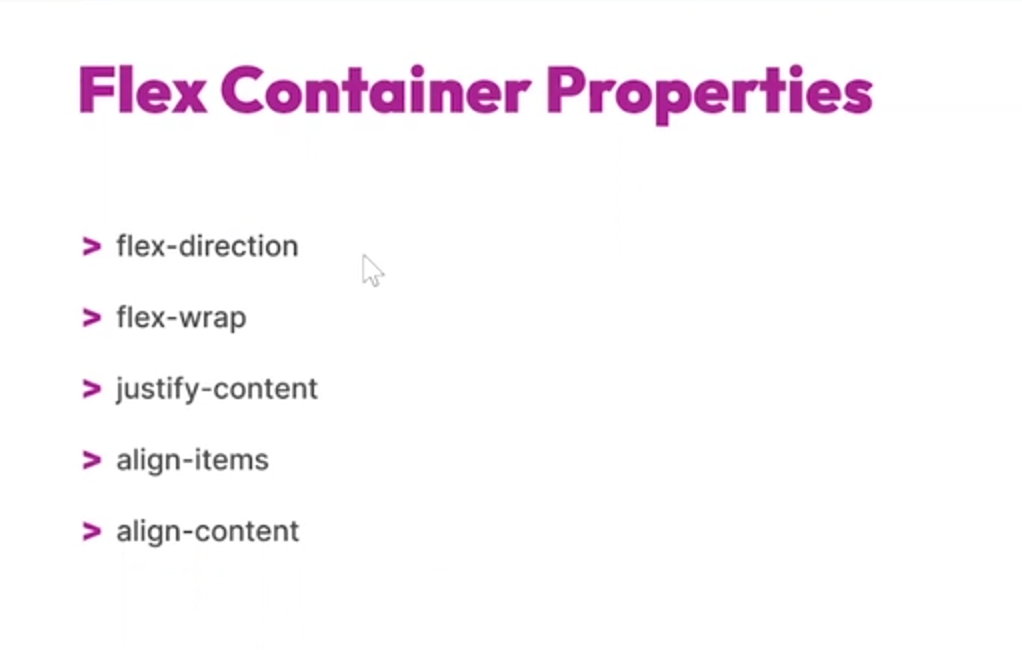 Flex Container Properties
> flex-direction
> flex-wrap
> justify-content
> align-items
> align-content